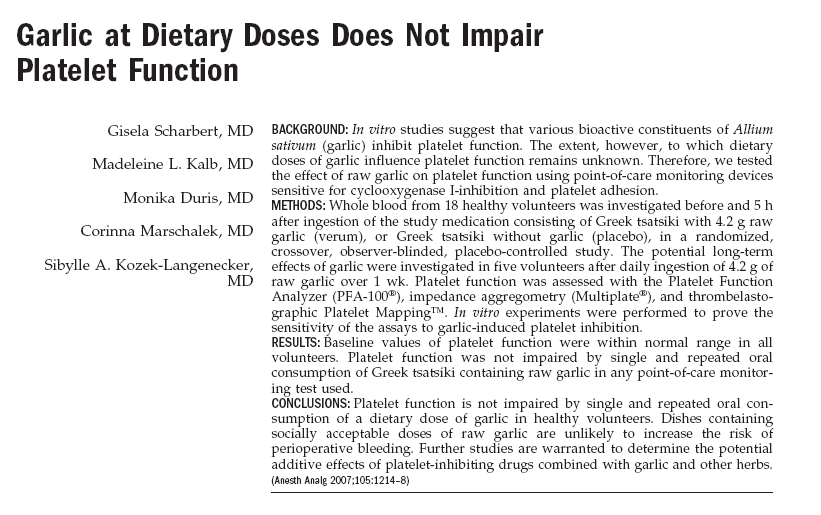 Garlic at Dietary Doses Does Not Impair
Platelet Function
Gisela Scharbert, MD
Madeleine L. Kalb, MD
Monika Duris, MD
Corinna Marschalek, MD
Sibylle A. Kozek-Langenecker,
MD
BACKGROUND: In vitro studies suggest that various bioactive constituents of Allium
sativum (garlic) inhibit platelet function. The extent, however, to which dietary
doses of garlic influence platelet function remains unknown. Therefore, we tested
the effect of raw garlic on platelet function using point-of-care monitoring devices
sensitive for cyclooxygenase I-inhibition and platelet adhesion.
METHODS: Whole blood from 18 healthy volunteers was investigated before and 5 h
after ingestion of the study medication consisting of Greek tsatsiki with 4.2 g raw
garlic (verum), or Greek tsatsiki without garlic (placebo), in a randomized,
crossover, observer-blinded, placebo-controlled study. The potential long-term
effects of garlic were investigated in five volunteers after daily ingestion of 4.2 g of
raw garlic over 1 wk. Platelet function was assessed with the Platelet Function
Analyzer (PFA-100®), impedance aggregometry (Multiplate®), and thrombelasto-
graphic Platelet Mapping™. In vitro experiments were performed to prove the
sensitivity of the assays to garlic-induced platelet inhibition.
RESULTS: Baseline values of platelet function were within normal range in all
volunteers. Platelet function was not impaired by single and repeated oral
consumption of Greek tsatsiki containing raw garlic in any point-of-care monitor-
ing test used.
CONCLUSIONS: Platelet function is not impaired by single and repeated oral con-
sumption of a dietary dose of garlic in healthy volunteers. Dishes containing
socially acceptable doses of raw garlic are unlikely to increase the risk of
perioperative bleeding. Further studies are warranted to determine the potential
additive effects of platelet-inhibiting drugs combined with garlic and other herbs.
(Anesth Analg 2007;105:1214–8)